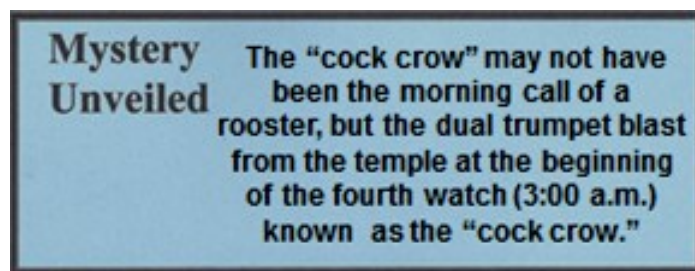 Mystery
Unveiled
The “cock crow” may not have
been the morning call of a
rooster, but the dual trumpet blast
from the temple at the beginning
of the fourth watch (3:00 a.m.)
known as the “cock crow.”